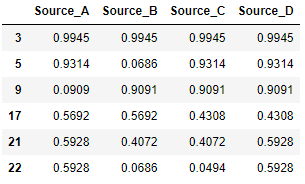 Source_A Source_B Source_C Source_D
3 0.9945 0.9945 0.9945 0.9945
5 0.9314 0.0686 0.9314 0.9314
9 0.0909 0.9091 0.9091 0.9091
17 0.5692 0.5692 0.4308 0.4308
21 0.5928 0.4072 0.4072 0.5928
22 0.5928 0.0686 0.0494 0.5928